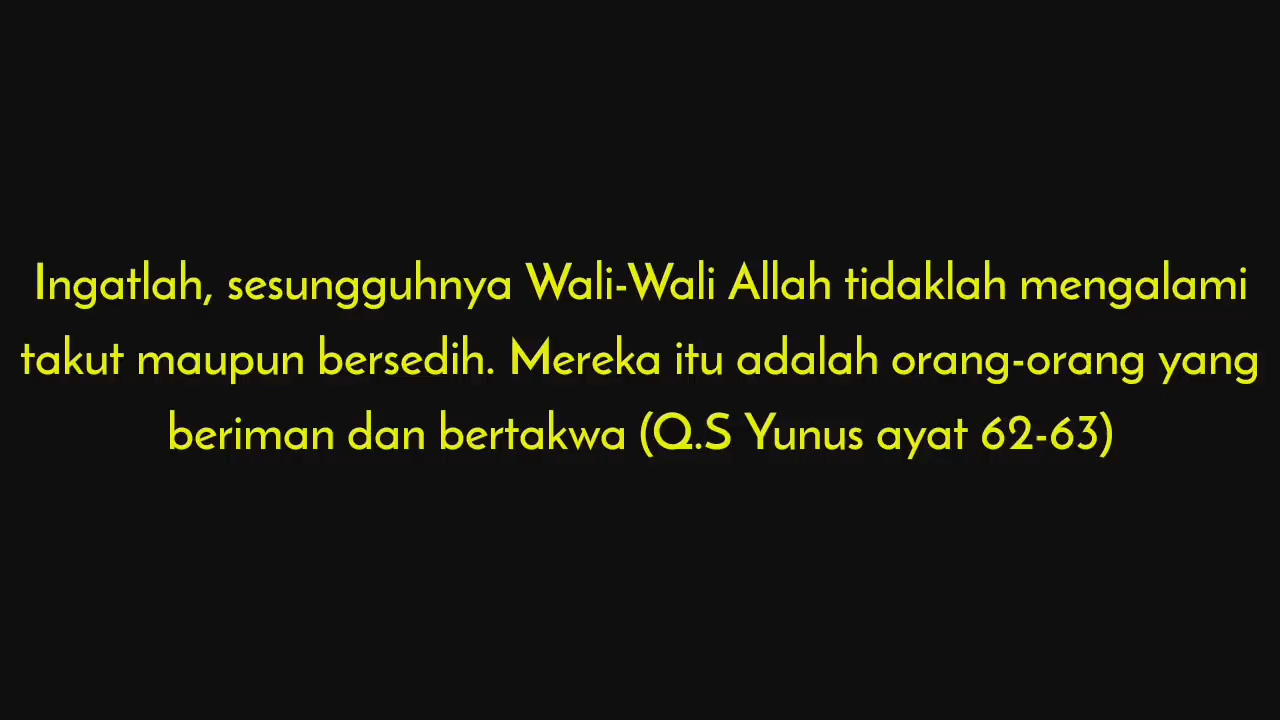 Ingatlah, sesungguhnya Wali-Wali Allah tidaklah mengalami
takut maupun bersedih. Mereka itu adalah orang-orang yang
beriman dan bertakwa (Q.S Yunus ayat 62-63)